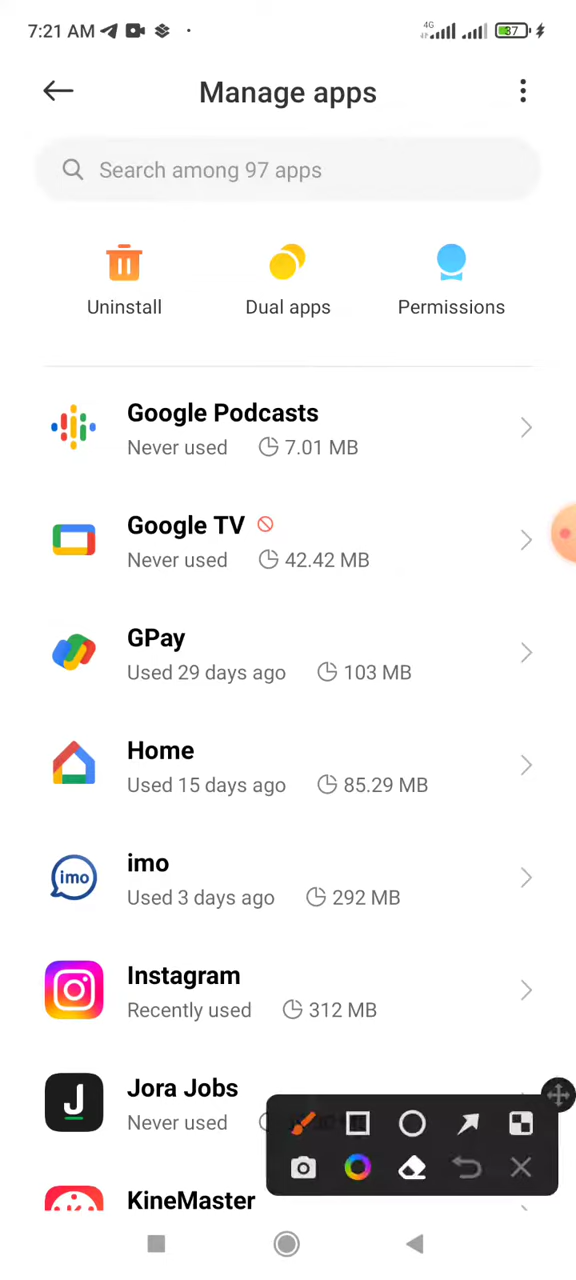 7:21 AM
4G
37
Manage apps
Search among 97 apps
Uninstall
Dual apps
Permissions
Google Podcasts
Never used 7.01 MB
Google TV
Never used 42.42 MB
GPay
Used 29 days ago 103 MB
Home
Used 15 days ago 85.29 MB
imo
imo
Used 3 days ago 292 MB
Instagram
Recently used 312 MB
J
Jora Jobs
Never used
KineMaster